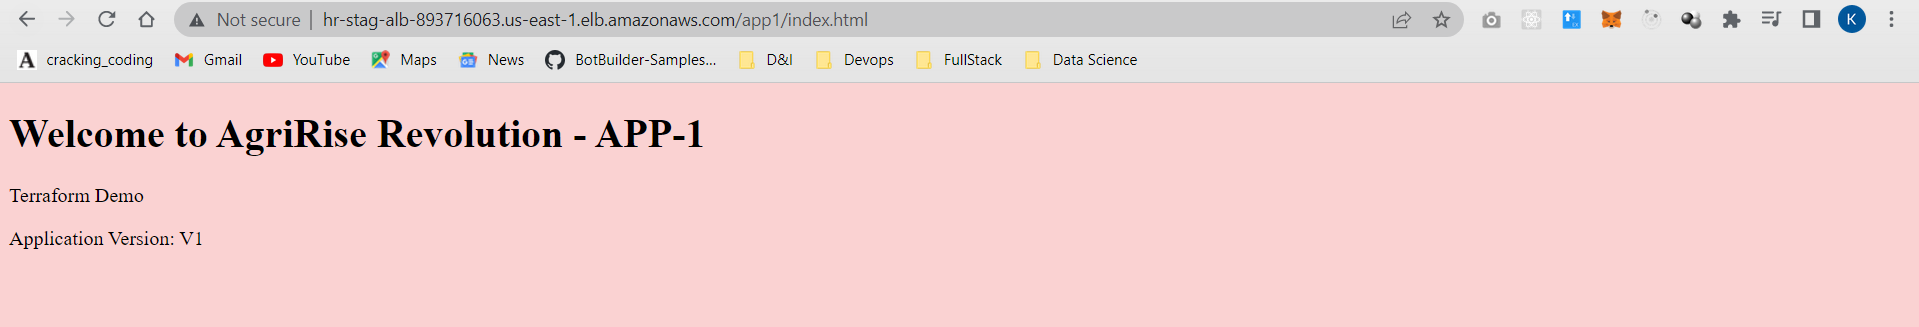 Not secure | hr-stag-alb-893716063.us-east-1.elb.amazonaws.com/app1/index.html K
A cracking_coding Gmail YouTube Maps News BotBuilder-Samples... D&I Devops FullStack Data Science
Welcome to AgriRise Revolution - APP-1
Terraform Demo
Application Version: V1